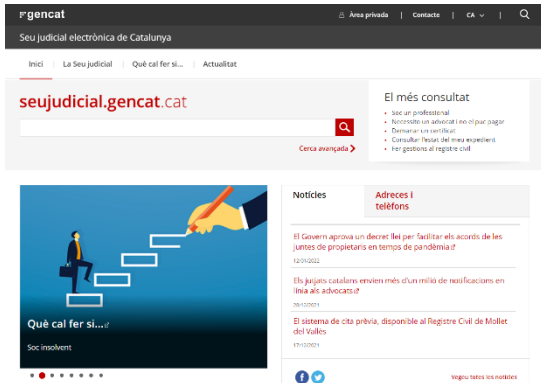 gencat
Àrea privada | Contacte | CA |
Seu judicial electrònica de Catalunya
Inici | La Seu judicial | Què cal fer si... | Actualitat
seujudicial.gencat.cat
Cerca avançada
El més consultat
Soc un professional
Necessito un advocat i no el puc pagar
Demanar un certificat
Consultar l'estat del meu expedient
Fer gestions al registre civil
Què cal fer si...
Soc insolvent
Notícies
Adreces i
telèfons
El Govern aprova un decret llei per facilitar els acords de les
juntes de propietaris en temps de pandèmia
12/01/2022
Els jutjats catalans envien més d'un milió de notificacions en
línia als advocats
28/12/2021
El sistema de cita prèvia, disponible al Registre Civil de Mollet
del Vallès
17/12/2021
Vegeu totes les notícies